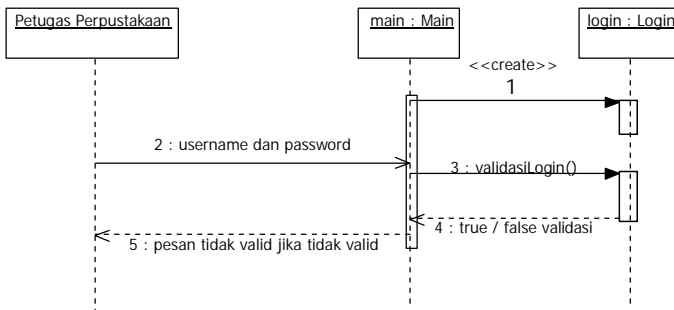 Petugas Perpustakaan
main : Main
login : Login
<<create>>
1
2 : username dan password
3 : validasiLogin()
4 : true / false validasi
5 : pesan tidak valid jika tidak valid